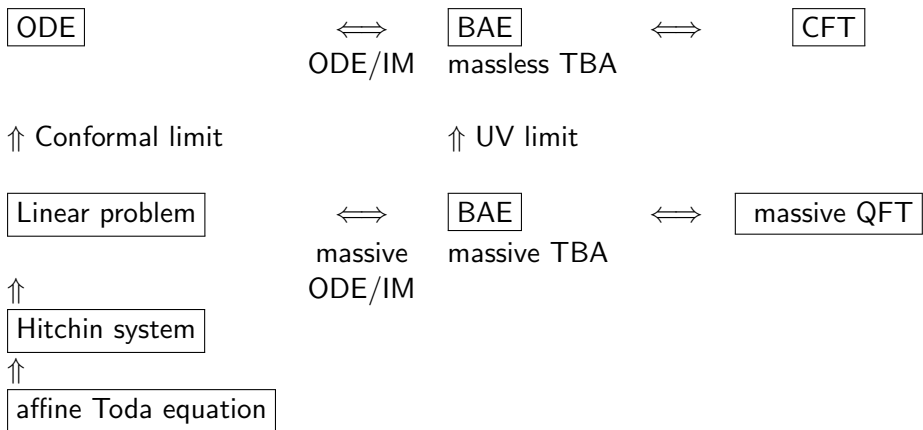 ODE ⟺ BAE ⟺ CFT
ODE/IM massless TBA
⇑ Conformal limit ⇑ UV limit
Linear problem ⟺ BAE ⟺ massive QFT
massive massive TBA
ODE/IM
⇑
Hitchin system
⇑
affine Toda equation